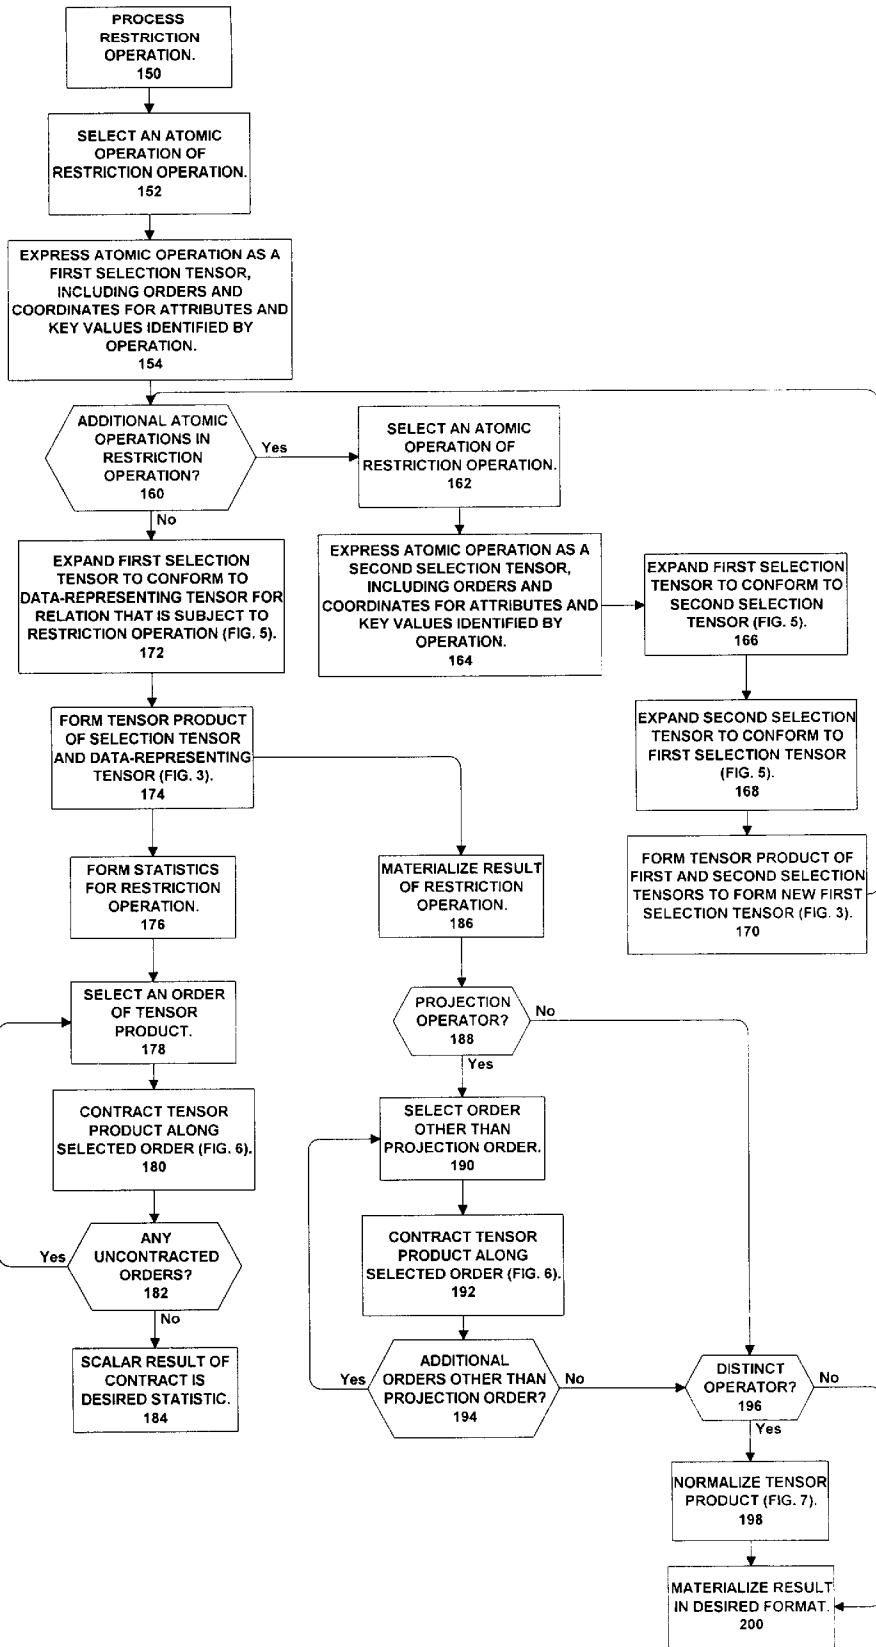 PROCESS
RESTRICTION
OPERATION.
150
SELECT AN ATOMIC
OPERATION OF
RESTRICTION OPERATION.
152
EXPRESS ATOMIC OPERATION AS A
FIRST SELECTION TENSOR,
INCLUDING ORDERS AND
COORDINATES FOR ATTRIBUTES AND
KEY VALUES IDENTIFIED BY
OPERATION.
154
ADDITIONAL ATOMIC
OPERATIONS IN
RESTRICTION
OPERATION?
160
Yes
No
SELECT AN ATOMIC
OPERATION OF
RESTRICTION OPERATION.
162
EXPRESS ATOMIC OPERATION AS A
SECOND SELECTION TENSOR,
INCLUDING ORDERS AND
COORDINATES FOR ATTRIBUTES AND
KEY VALUES IDENTIFIED BY
OPERATION.
164
EXPAND FIRST SELECTION
TENSOR TO CONFORM TO
SECOND SELECTION
TENSOR (FIG. 5).
166
EXPAND SECOND SELECTION
TENSOR TO CONFORM TO
FIRST SELECTION TENSOR
(FIG. 5).
168
FORM TENSOR PRODUCT OF
FIRST AND SECOND SELECTION
TENSORS TO FORM NEW FIRST
SELECTION TENSOR (FIG. 3).
170
EXPAND FIRST SELECTION
TENSOR TO CONFORM TO
DATA-REPRESENTING TENSOR FOR
RELATION THAT IS SUBJECT TO
RESTRICTION OPERATION (FIG. 5).
172
FORM TENSOR PRODUCT
OF SELECTION TENSOR
AND DATA-REPRESENTING
TENSOR (FIG. 3).
174
FORM STATISTICS
FOR RESTRICTION
OPERATION.
176
SELECT AN ORDER
OF TENSOR
PRODUCT.
178
CONTRACT TENSOR
PRODUCT ALONG
SELECTED ORDER (FIG. 6).
180
ANY
UNCONTRACTED
ORDERS?
182
Yes
No
SCALAR RESULT OF
CONTRACT IS
DESIRED STATISTIC.
184
MATERIALIZE RESULT
OF RESTRICTION
OPERATION.
186
PROJECTION
OPERATOR?
188
No
Yes
SELECT ORDER
OTHER THAN
PROJECTION ORDER.
190
CONTRACT TENSOR
PRODUCT ALONG
SELECTED ORDER (FIG. 6).
192
ADDITIONAL
ORDERS OTHER THAN
PROJECTION ORDER?
194
Yes
No
DISTINCT
OPERATOR?
196
No
Yes
NORMALIZE TENSOR
PRODUCT (FIG. 7).
198
MATERIALIZE RESULT
IN DESIRED FORMAT.
200